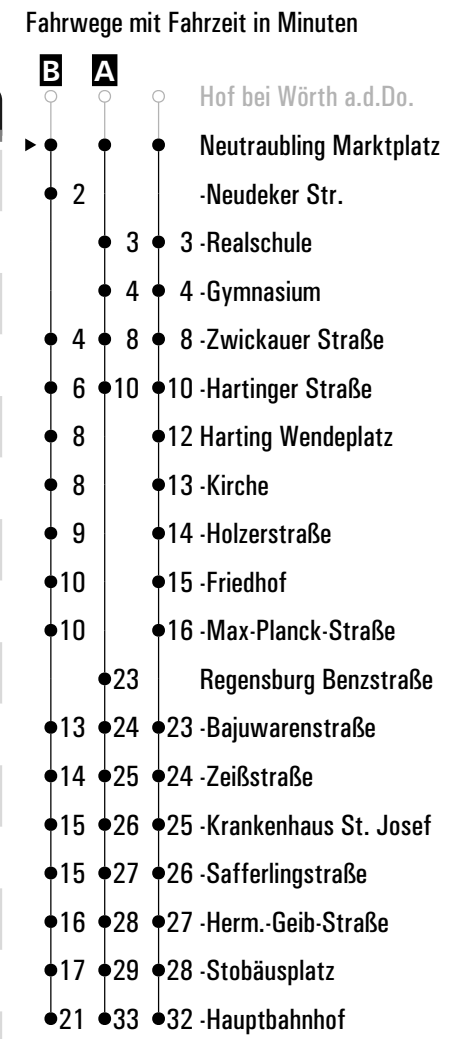 Fahrwege mit Fahrzeit in Minuten
B A
Hof bei Wörth a.d.Do.
Neutraubling Marktplatz
2 -Neudeker Str.
3 3 -Realschule
4 4 -Gymnasium
4 8 8 -Zwickauer Straße
6 10 10 -Hartinger Straße
8 12 Harting Wendeplatz
8 13 -Kirche
9 14 -Holzerstraße
10 15 -Friedhof
10 16 -Max-Planck-Straße
23 Regensburg Benzstraße
13 24 23 -Bajuwarenstraße
14 25 24 -Zeißstraße
15 26 25 -Krankenhaus St. Josef
15 27 26 -Safferlingstraße
16 28 27 -Herm.-Geib-Straße
17 29 28 -Stobäusplatz
21 33 32 -Hauptbahnhof